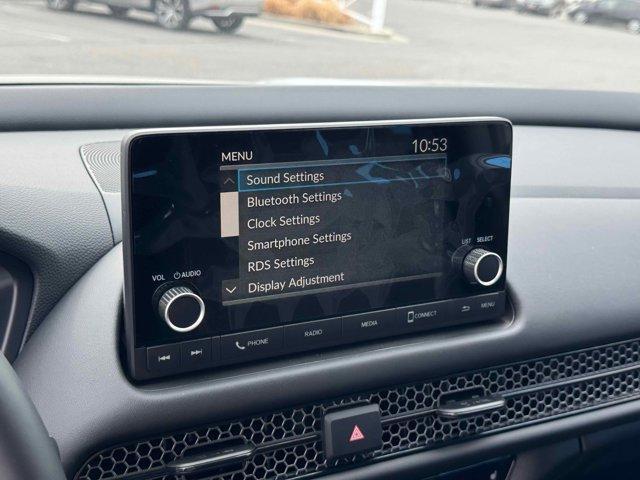 MENU 10:53
Sound Settings
Bluetooth Settings
Clock Settings
Smartphone Settings
RDS Settings
Display Adjustment
VOL AUDIO
LIST SELECT
PHONE RADIO MEDIA CONNECT MENU